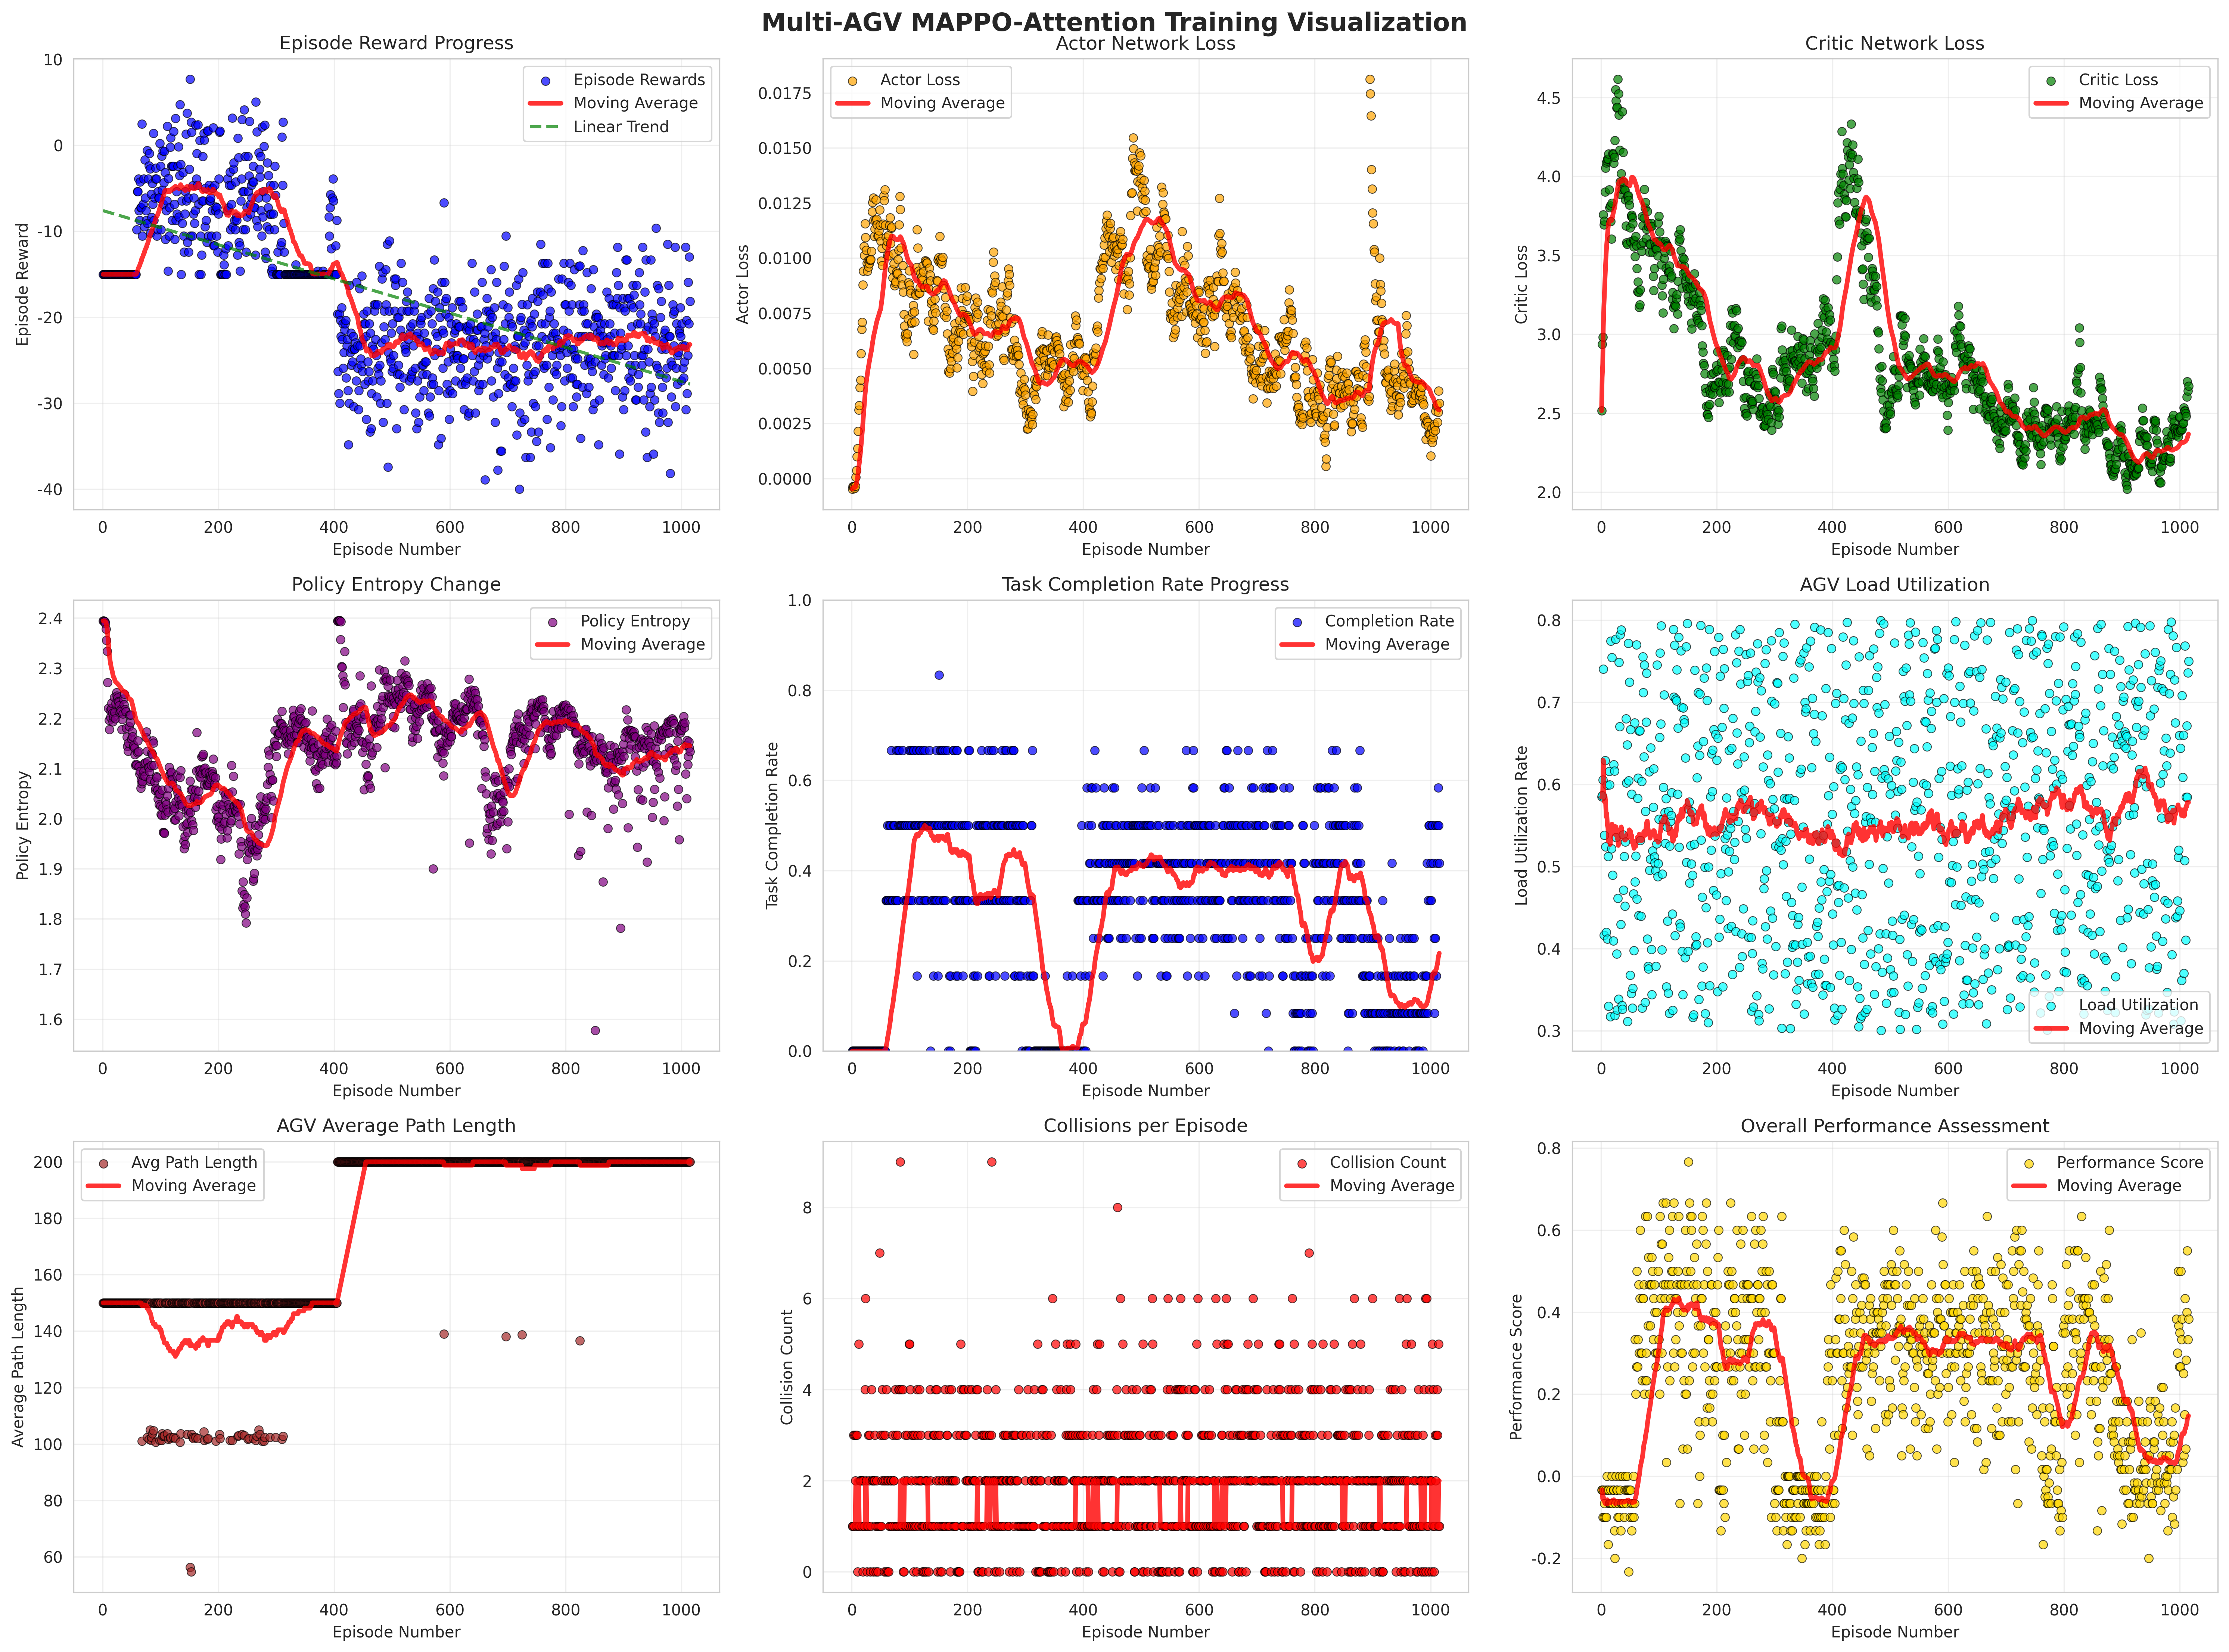 Multi-AGV MAPPO-Attention Training Visualization
Episode Reward Progress
Episode Rewards
Moving Average
Linear Trend
10
0
-10
-20
-30
-40
Episode Reward
0 200 400 600 800 1000
Episode Number
Actor Network Loss
Actor Loss
Moving Average
0.0175
0.0150
0.0125
0.0100
0.0075
0.0050
0.0025
0.0000
Actor Loss
0 200 400 600 800 1000
Episode Number
Critic Network Loss
Critic Loss
Moving Average
4.5
4.0
3.5
3.0
2.5
2.0
Critic Loss
0 200 400 600 800 1000
Episode Number
Policy Entropy Change
Policy Entropy
Moving Average
2.4
2.3
2.2
2.1
2.0
1.9
1.8
1.7
1.6
Policy Entropy
0 200 400 600 800 1000
Episode Number
Task Completion Rate Progress
Completion Rate
Moving Average
1.0
0.8
0.6
0.4
0.2
0.0
Task Completion Rate
0 200 400 600 800 1000
Episode Number
AGV Load Utilization
0.8
0.7
0.6
0.5
0.4
0.3
Load Utilization Rate
Load Utilization
Moving Average
0 200 400 600 800 1000
Episode Number
AGV Average Path Length
Avg Path Length
Moving Average
200
180
160
140
120
100
80
60
Average Path Length
0 200 400 600 800 1000
Episode Number
Collisions per Episode
Collision Count
Moving Average
8
6
4
2
0
Collision Count
0 200 400 600 800 1000
Episode Number
Overall Performance Assessment
Performance Score
Moving Average
0.8
0.6
0.4
0.2
0.0
-0.2
Performance Score
0 200 400 600 800 1000
Episode Number